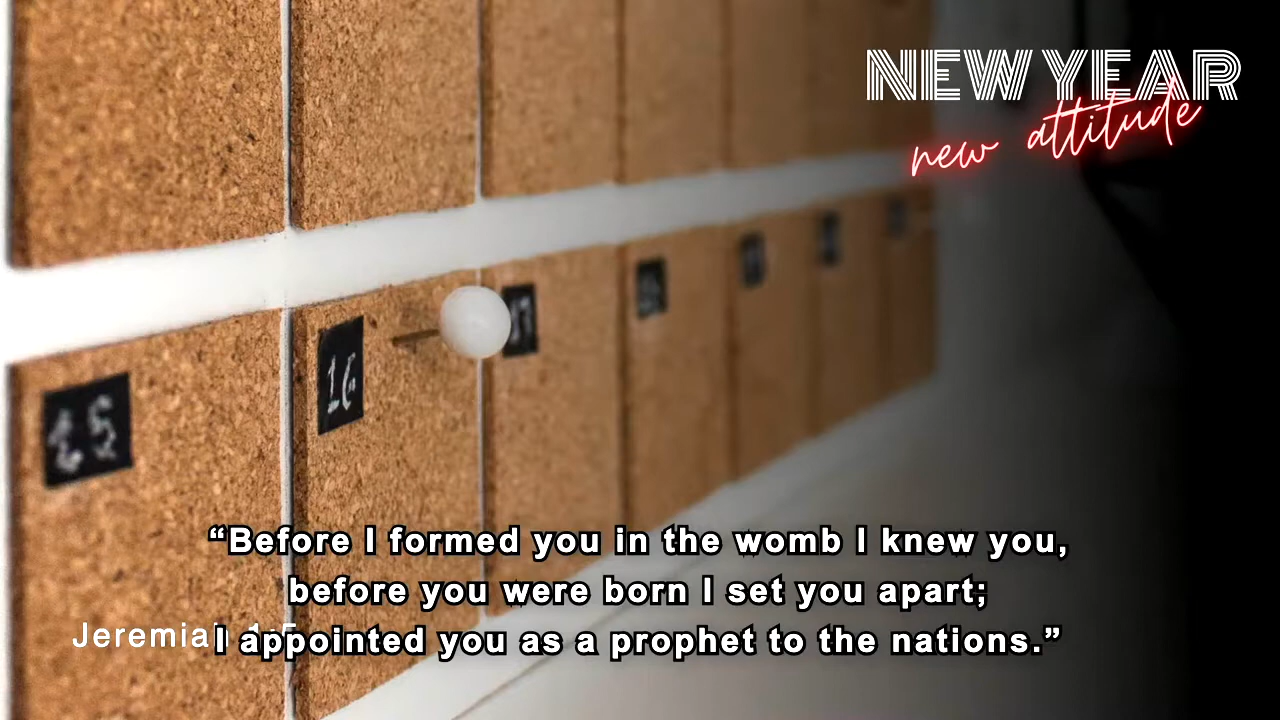 NEW YEAR
new attitude
16
15
“Before I formed you in the womb I knew you,
before you were born I set you apart;
I appointed you as a prophet to the nations.”
Jeremia